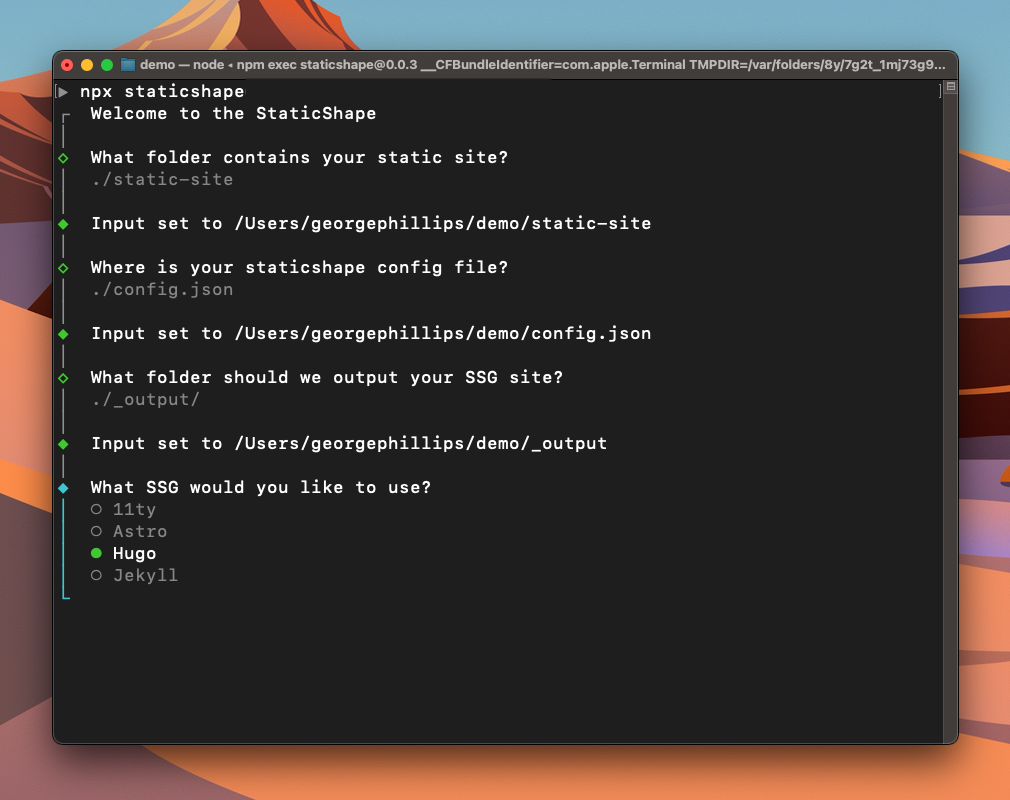 demo — node ◂ npm exec staticshape@0.0.3 __CFBundleIdentifier=com.apple.Terminal TMPDIR=/var/folders/8y/7g2t_1mj73g9...
npx staticshape
Welcome to the StaticShape
What folder contains your static site?
./static-site
Input set to /Users/georgephillips/demo/static-site
Where is your staticshape config file?
./config.json
Input set to /Users/georgephillips/demo/config.json
What folder should we output your SSG site?
./_output/
Input set to /Users/georgephillips/demo/_output
What SSG would you like to use?
11ty
Astro
Hugo
Jekyll